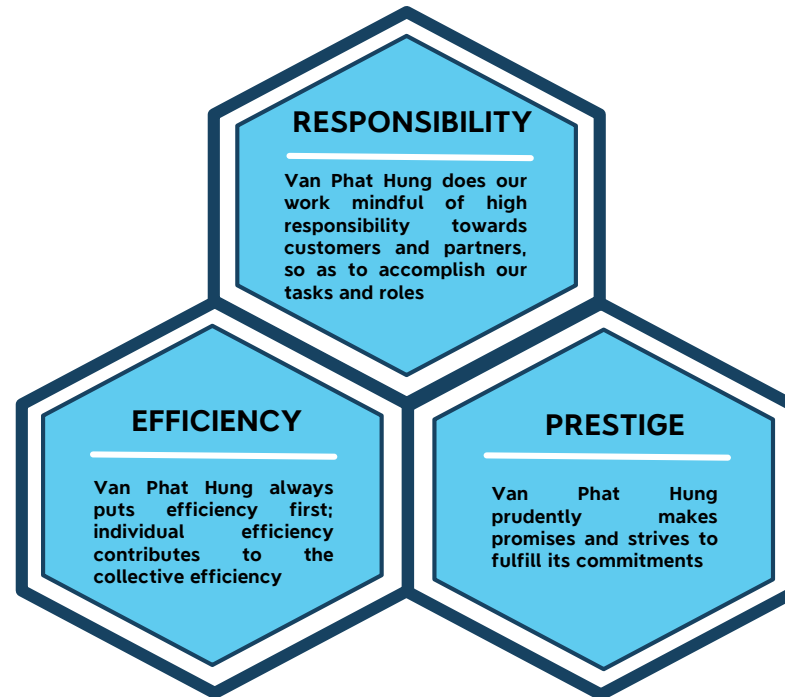 RESPONSIBILITY
Van Phat Hung does our
work mindful of high
responsibility towards
customers and partners,
so as to accomplish our
tasks and roles
EFFICIENCY
Van Phat Hung always
puts efficiency first;
individual efficiency
contributes to the
collective efficiency
PRESTIGE
Van Phat Hung
prudently makes
promises and strives to
fulfill its commitments